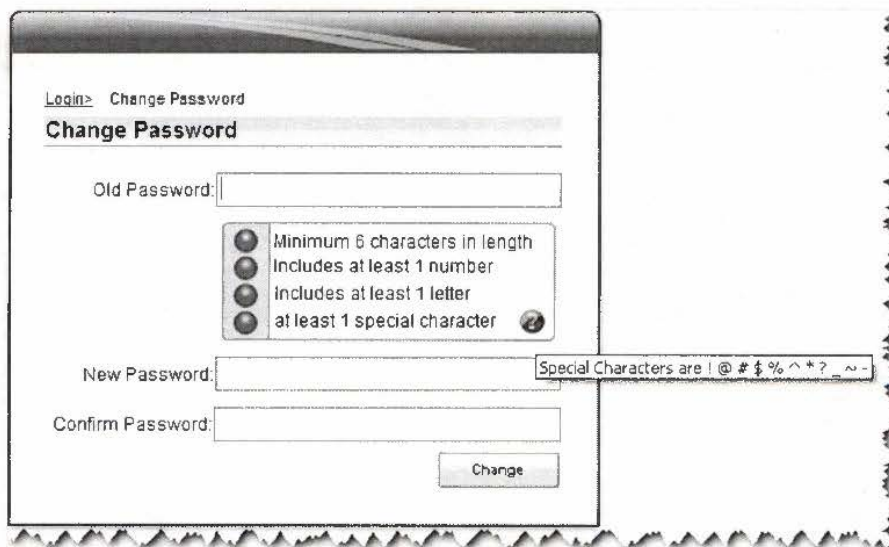 Login> Change Password
Change Password
Old Password:
Minimum 6 characters in length
Includes at least 1 number
Includes at least 1 letter
at least 1 special character
New Password:
Special Characters are ! @ # $ % ^ * ? _ ~ -
Confirm Password:
Change